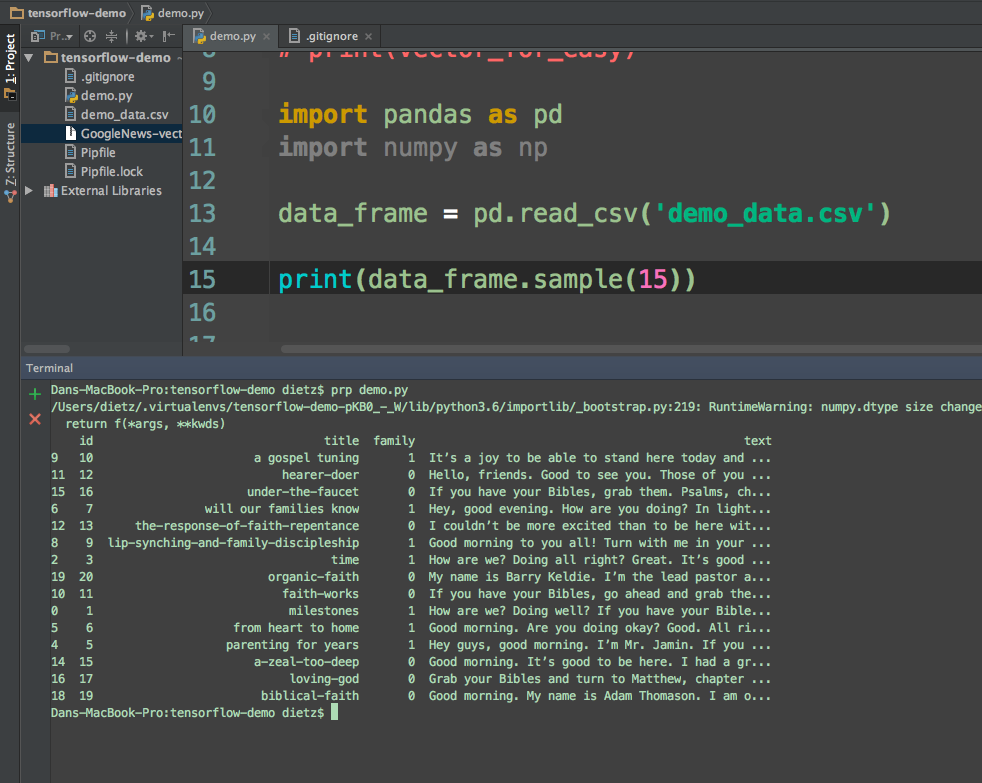 tensorflow-demo demo.py
Pr.. demo.py .gitignore
1: Project
Z: Structure
tensorflow-demo
.gitignore
demo.py
demo_data.csv
GoogleNews-vect
Pipfile
Pipfile.lock
External Libraries
8 # print(vector_for_easy)
9
10 import pandas as pd
11 import numpy as np
12
13 data_frame = pd.read_csv('demo_data.csv')
14
15 print(data_frame.sample(15))
16
17
Terminal
Dans-MacBook-Pro:tensorflow-demo dietz$ prp demo.py
/Users/dietz/.virtualenvs/tensorflow-demo-pKB0_-_W/lib/python3.6/importlib/_bootstrap.py:219: RuntimeWarning: numpy.dtype size change
return f(*args, **kwds)
id title family text
9 10 a gospel tuning 1 It's a joy to be able to stand here today and ...
11 12 hearer-doer 0 Hello, friends. Good to see you. Those of you ...
15 16 under-the-faucet 0 If you have your Bibles, grab them. Psalms, ch...
6 7 will our families know 1 Hey, good evening. How are you doing? In light...
12 13 the-response-of-faith-repentance 0 I couldn't be more excited than to be here wit...
8 9 lip-synching-and-family-discipleship 1 Good morning to you all! Turn with me in your ...
2 3 time 1 How are we? Doing all right? Great. It's good ...
19 20 organic-faith 0 My name is Barry Keldie. I'm the lead pastor a...
10 11 faith-works 0 If you have your Bibles, go ahead and grab the...
0 1 milestones 1 How are we? Doing well? If you have your Bible...
5 6 from heart to home 1 Good morning. Are you doing okay? Good. All ri...
4 5 parenting for years 1 Hey guys, good morning. I'm Mr. Jamin. If you ...
14 15 a-zeal-too-deep 0 Good morning. It's good to be here. I had a gr...
16 17 loving-god 0 Grab your Bibles and turn to Matthew, chapter ...
18 19 biblical-faith 0 Good morning. My name is Adam Thomason. I am o...
Dans-MacBook-Pro:tensorflow-demo dietz$